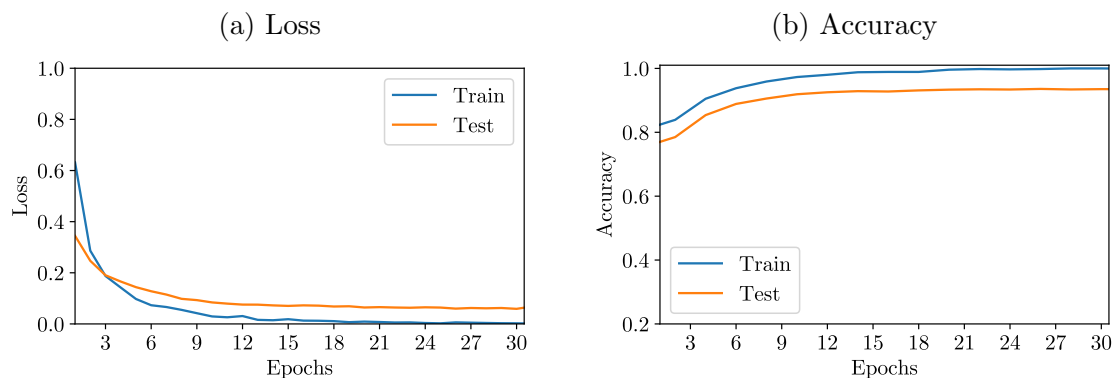 (a) Loss
1.0
0.8
0.6
0.4
0.2
0.0
Loss
Train
Test
3 6 9 12 15 18 21 24 27 30
Epochs
(b) Accuracy
1.0
0.8
0.6
0.4
0.2
Accuracy
Train
Test
3 6 9 12 15 18 21 24 27 30
Epochs